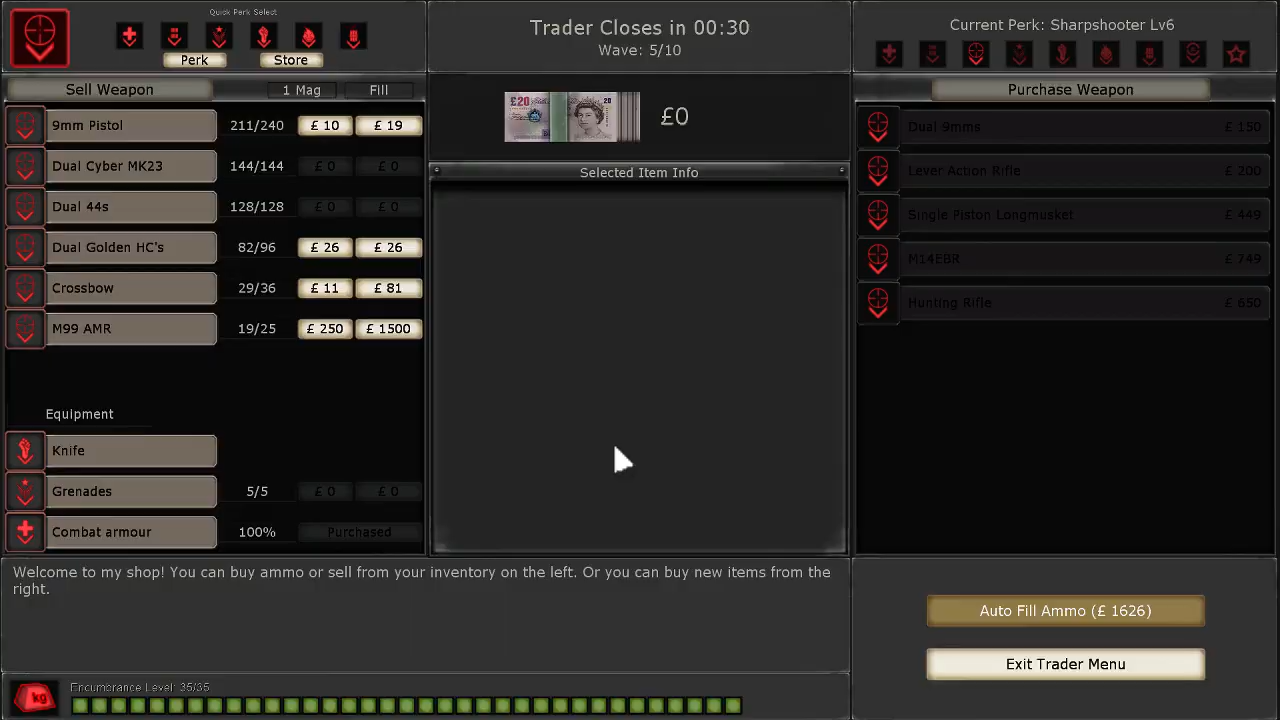 Quick Perk Select
Perk
Store
Trader Closes in 00:30
Wave: 5/10
Current Perk: Sharpshooter Lv6
Sell Weapon
1 Mag
Fill
9mm Pistol 211/240 £ 10 £ 19
Dual Cyber MK23 144/144 £ 0 £ 0
Dual 44s 128/128 £ 0 £ 0
Dual Golden HC's 82/96 £ 26 £ 26
Crossbow 29/36 £ 11 £ 81
M99 AMR 19/25 £ 250 £ 1500
Equipment
Knife
Grenades 5/5 £ 0 £ 0
Combat armour 100% Purchased
£20 20
£0
Selected Item Info
Purchase Weapon
Dual 9mms £ 150
Lever Action Rifle £ 200
Single Piston Longmusket £ 449
M14EBR £ 749
Hunting Rifle £ 650
Welcome to my shop! You can buy ammo or sell from your inventory on the left. Or you can buy new items from the
right.
Auto Fill Ammo (£ 1626)
Exit Trader Menu
kg
Encumbrance Level: 35/35